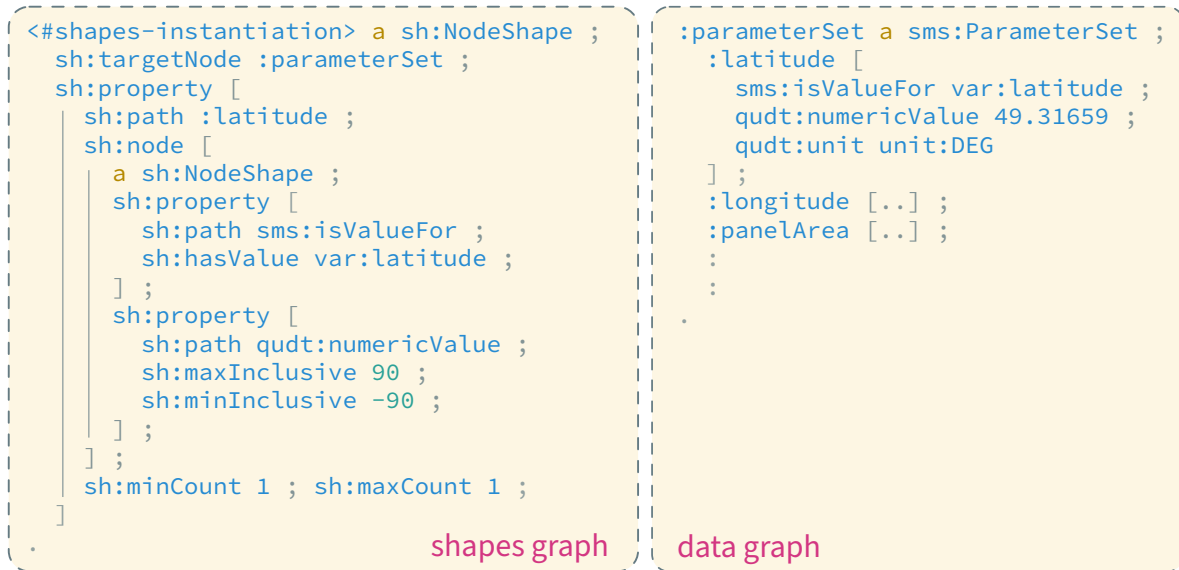 <#shapes-instantiation> a sh:NodeShape ;
  sh:targetNode :parameterSet ;
  sh:property [
    sh:path :latitude ;
    sh:node [
      a sh:NodeShape ;
      sh:property [
        sh:path sms:isValueFor ;
        sh:hasValue var:latitude ;
      ] ;
      sh:property [
        sh:path qudt:numericValue ;
        sh:maxInclusive 90 ;
        sh:minInclusive -90 ;
      ] ;
    ] ;
    sh:minCount 1 ; sh:maxCount 1 ;
  ]
.
shapes graph
:parameterSet a sms:ParameterSet ;
  :latitude [
    sms:isValueFor var:latitude ;
    qudt:numericValue 49.31659 ;
    qudt:unit unit:DEG
  ] ;
  :longitude [..] ;
  :panelArea [..] ;
  :
  :
.
data graph